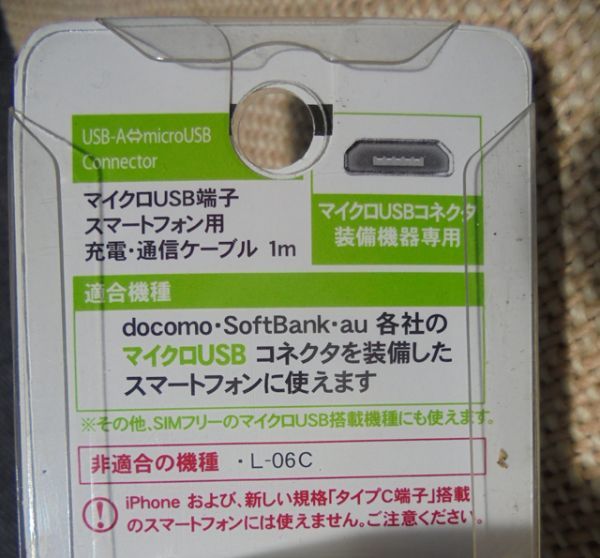 USB-A⇔microUSB
Connector
マイクロUSB端子
スマートフォン用
充電・通信ケーブル 1m
マイクロUSBコネクタ
装備機器専用
適合機種
docomo・SoftBank・au 各社の
マイクロUSB コネクタを装備した
スマートフォンに使えます
※その他、SIMフリーのマイクロUSB搭載機種にも使えます。
非適合の機種 ・L-06C
iPhone および、新しい規格「タイプC端子」搭載
のスマートフォンには使えません。ご注意ください。